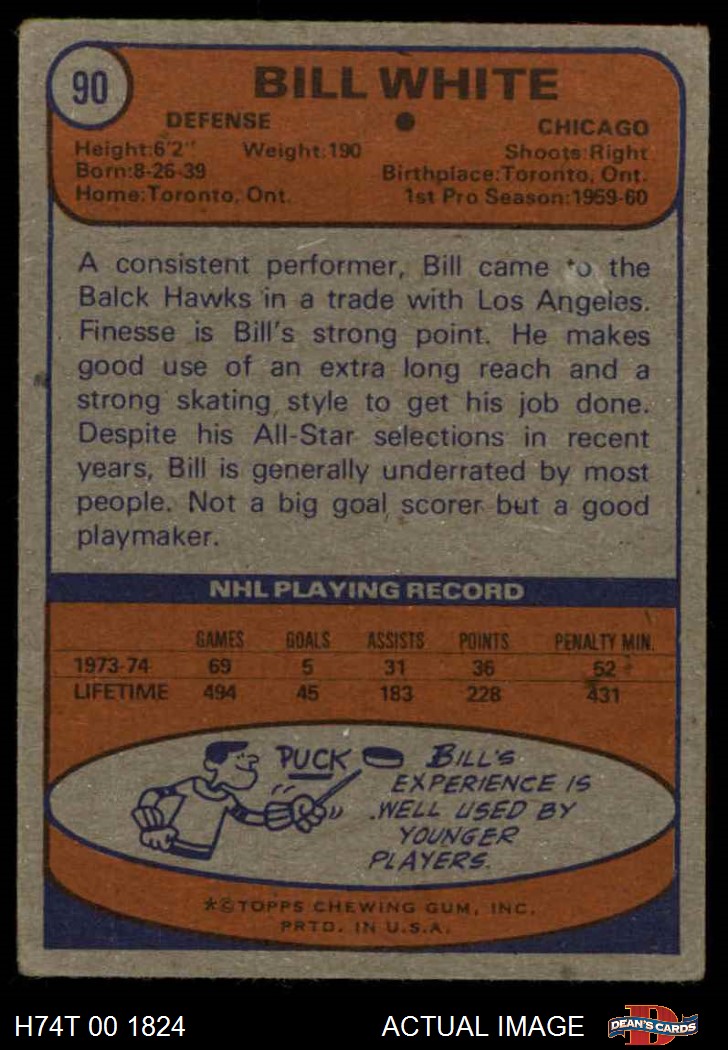 90
BILL WHITE
DEFENSE
CHICAGO
Height:6'2" Weight:190 Shoots:Right
Born:8-26-39 Birthplace:Toronto, Ont.
Home:Toronto, Ont. 1st Pro Season:1959-60
A consistent performer, Bill came to the
Balck Hawks in a trade with Los Angeles.
Finesse is Bill's strong point. He makes
good use of an extra long reach and a
strong skating style to get his job done.
Despite his All-Star selections in recent
years, Bill is generally underrated by most
people. Not a big goal scorer but a good
playmaker.
NHL PLAYING RECORD
GAMES GOALS ASSISTS POINTS PENALTY MIN.
1973-74 69 5 31 36 52
LIFETIME 494 45 183 228 431
PUCK
BILL'S
EXPERIENCE IS
WELL USED BY
YOUNGER
PLAYERS.
*©TOPPS CHEWING GUM, INC.
PRTD. IN U.S.A.
H74T 00 1824 ACTUAL IMAGE
D
DEAN'S CARDS